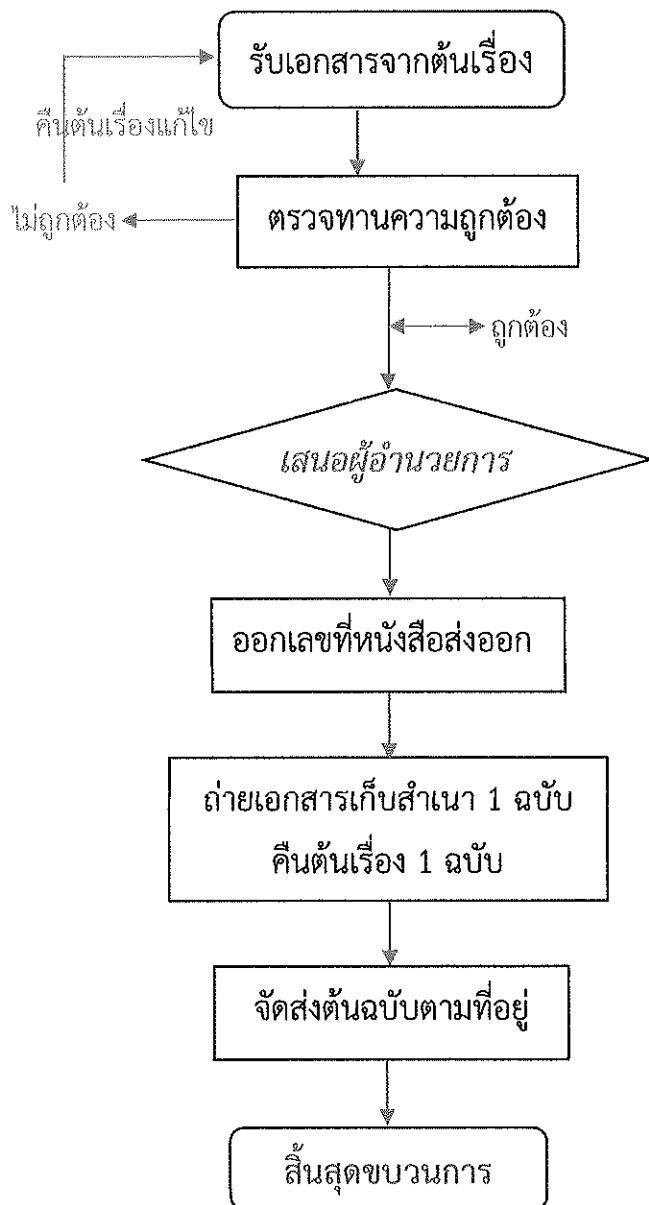 รับเอกสารจากต้นเรื่อง
คืนต้นเรื่องแก้ไข
ตรวจทานความถูกต้อง
ไม่ถูกต้อง
ถูกต้อง
เสนอผู้อำนวยการ
ออกเลขที่หนังสือส่งออก
ถ่ายเอกสารเก็บสำเนา 1 ฉบับ
คืนต้นเรื่อง 1 ฉบับ
จัดส่งต้นฉบับตามที่อยู่
สิ้นสุดขบวนการ